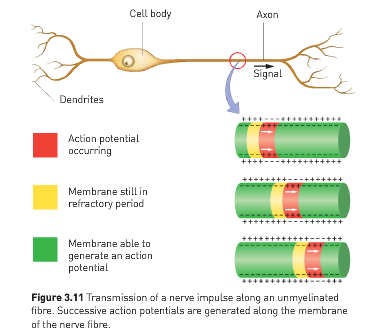 Cell body
Axon
Signal
Dendrites
Action potential
occurring
Membrane still in
refractory period
Membrane able to
generate an action
potential
Figure 3.11 Transmission of a nerve impulse along an unmyelinated
fibre. Successive action potentials are generated along the membrane
of the nerve fibre.